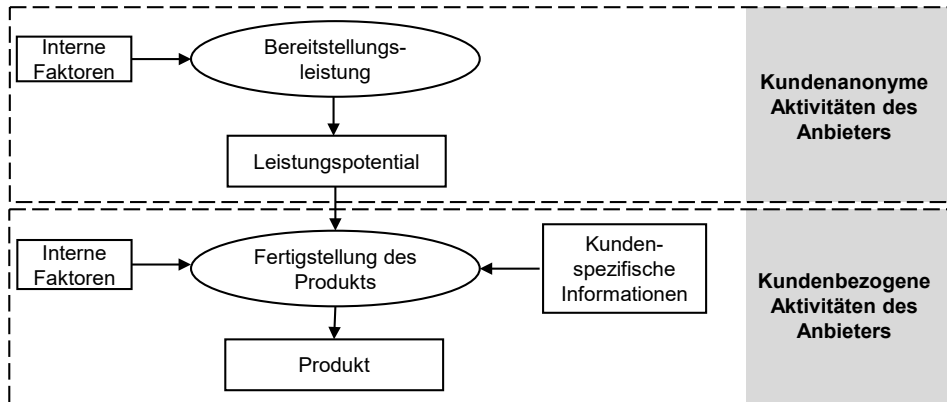 Interne
Faktoren
Bereitstellungs-
leistung
Kundenanonyme
Aktivitäten des
Anbieters
Leistungspotential
Interne
Faktoren
Fertigstellung des
Produkts
Kunden-
spezifische
Informationen
Kundenbezogene
Aktivitäten des
Anbieters
Produkt